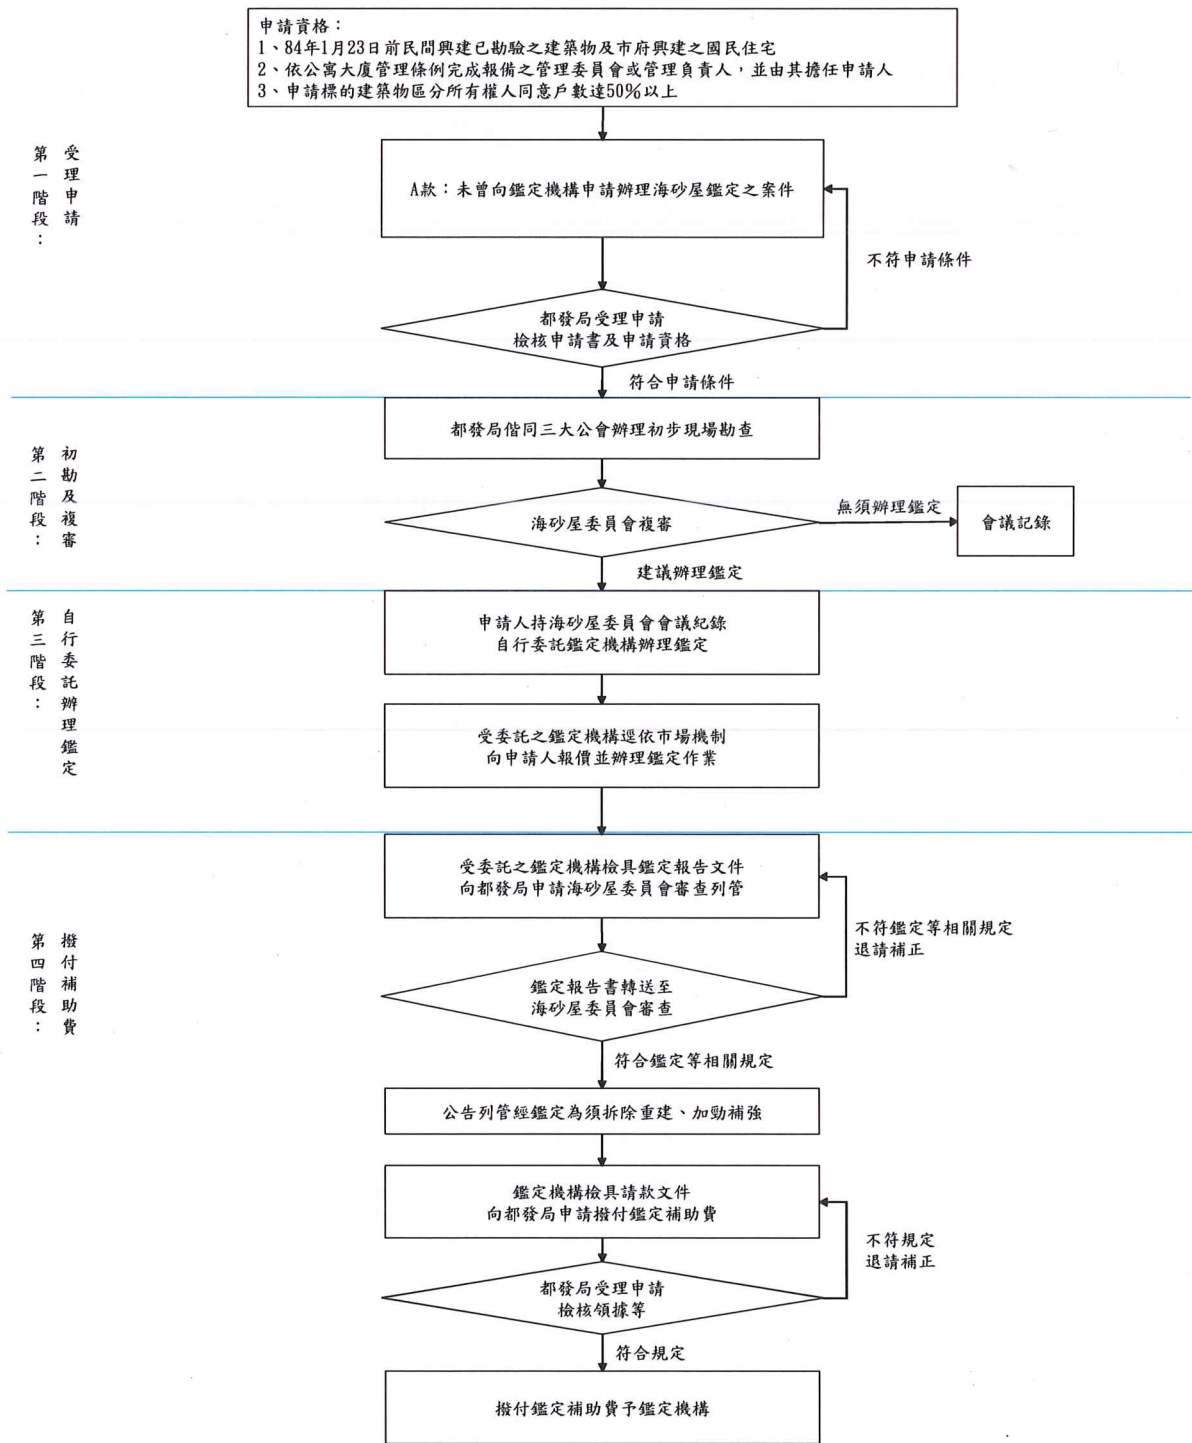 申請資格：
1、84年1月23日前民間興建已勘驗之建築物及市府興建之國民住宅
2、依公寓大廈管理條例完成報備之管理委員會或管理負責人，並由其擔任申請人
3、申請標的建築物區分所有權人同意戶數達50%以上
第一階段：
受理申請
A款：未曾向鑑定機構申請辦理海砂屋鑑定之案件
不符申請條件
都發局受理申請
檢核申請書及申請資格
符合申請條件
第二階段：
初勘及複審
都發局偕同三大公會辦理初步現場勘查
海砂屋委員會複審
無須辦理鑑定
會議記錄
建議辦理鑑定
第三階段：
自行委託辦理鑑定
申請人持海砂屋委員會會議紀錄
自行委託鑑定機構辦理鑑定
受委託之鑑定機構逕依市場機制
向申請人報價並辦理鑑定作業
第四階段：
撥付補助費
受委託之鑑定機構檢具鑑定報告文件
向都發局申請海砂屋委員會審查列管
不符鑑定等相關規定
退請補正
鑑定報告書轉送至
海砂屋委員會審查
符合鑑定等相關規定
公告列管經鑑定為須拆除重建、加勁補強
鑑定機構檢具請款文件
向都發局申請撥付鑑定補助費
不符規定
退請補正
都發局受理申請
檢核領據等
符合規定
撥付鑑定補助費予鑑定機構